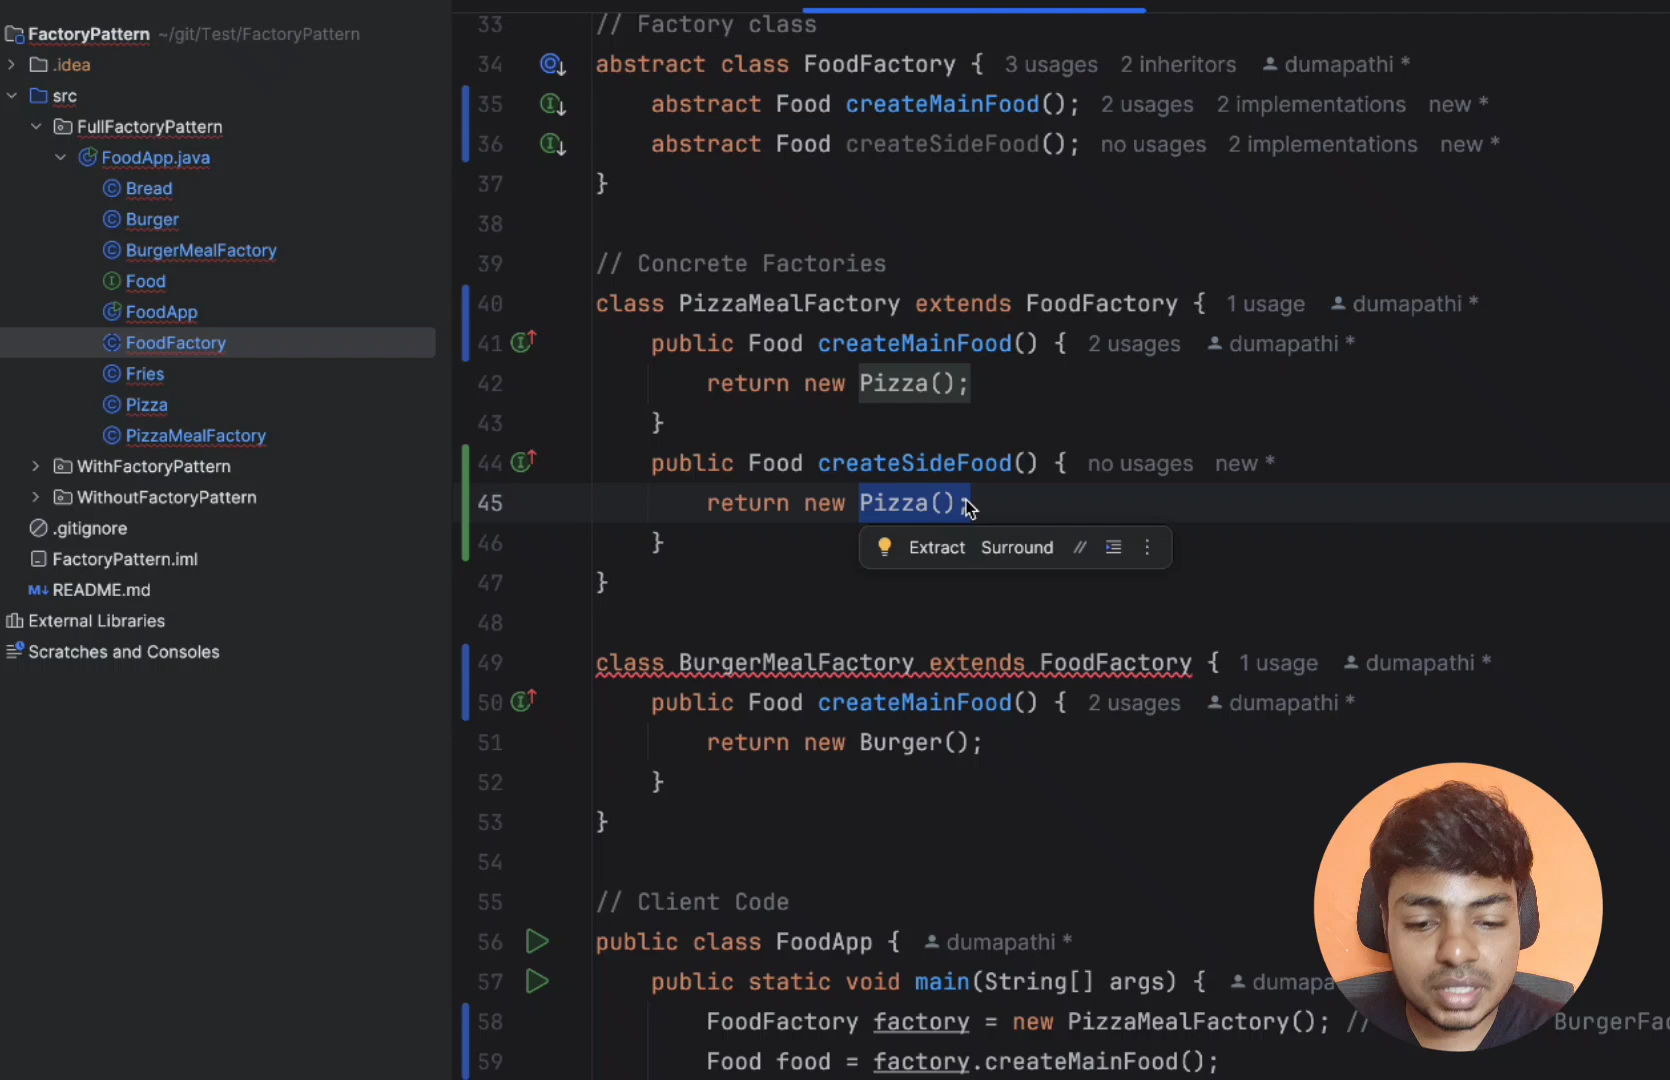 FactoryPattern ~/git/Test/FactoryPattern
.idea
src
FullFactoryPattern
FoodApp.java
Bread
Burger
BurgerMealFactory
Food
FoodApp
FoodFactory
Fries
Pizza
PizzaMealFactory
WithFactoryPattern
WithoutFactoryPattern
.gitignore
FactoryPattern.iml
M↓ README.md
External Libraries
Scratches and Consoles
33 // Factory class
34 abstract class FoodFactory { 3 usages 2 inheritors dumapathi *
35 abstract Food createMainFood(); 2 usages 2 implementations new *
36 abstract Food createSideFood(); no usages 2 implementations new *
37 }
38
39 // Concrete Factories
40 class PizzaMealFactory extends FoodFactory { 1 usage dumapathi *
41 public Food createMainFood() { 2 usages dumapathi *
42 return new Pizza();
43 }
44 public Food createSideFood() { no usages new *
45 return new Pizza();
46 }
Extract Surround //
47 }
48
49 class BurgerMealFactory extends FoodFactory { 1 usage dumapathi *
50 public Food createMainFood() { 2 usages dumapathi *
51 return new Burger();
52 }
53 }
54
55 // Client Code
56 public class FoodApp { dumapathi *
57 public static void main(String[] args) { dumapa
58 FoodFactory factory = new PizzaMealFactory(); // BurgerFac
59 Food food = factory.createMainFood();